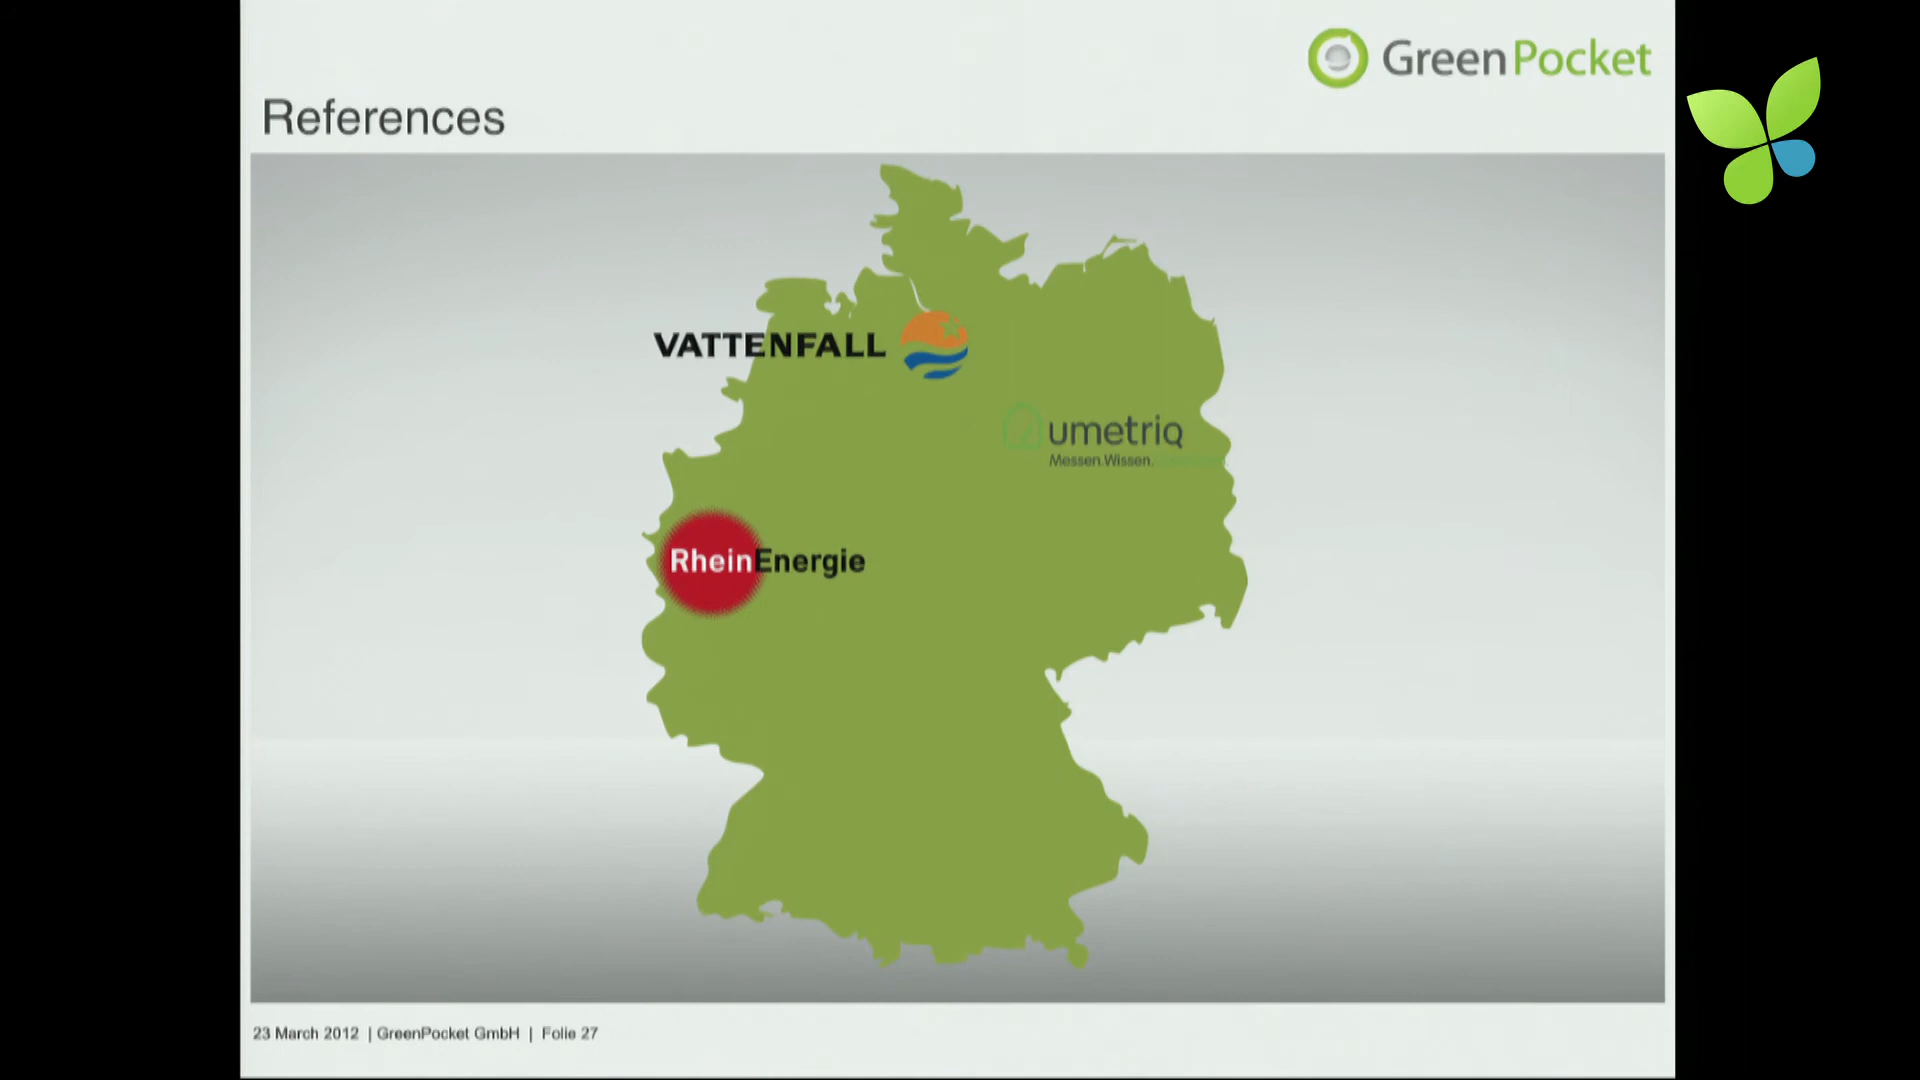 GreenPocket
References
VATTENFALL
umetriq
Messen.Wissen.
RheinEnergie
23 March 2012 | GreenPocket GmbH | Folie 27